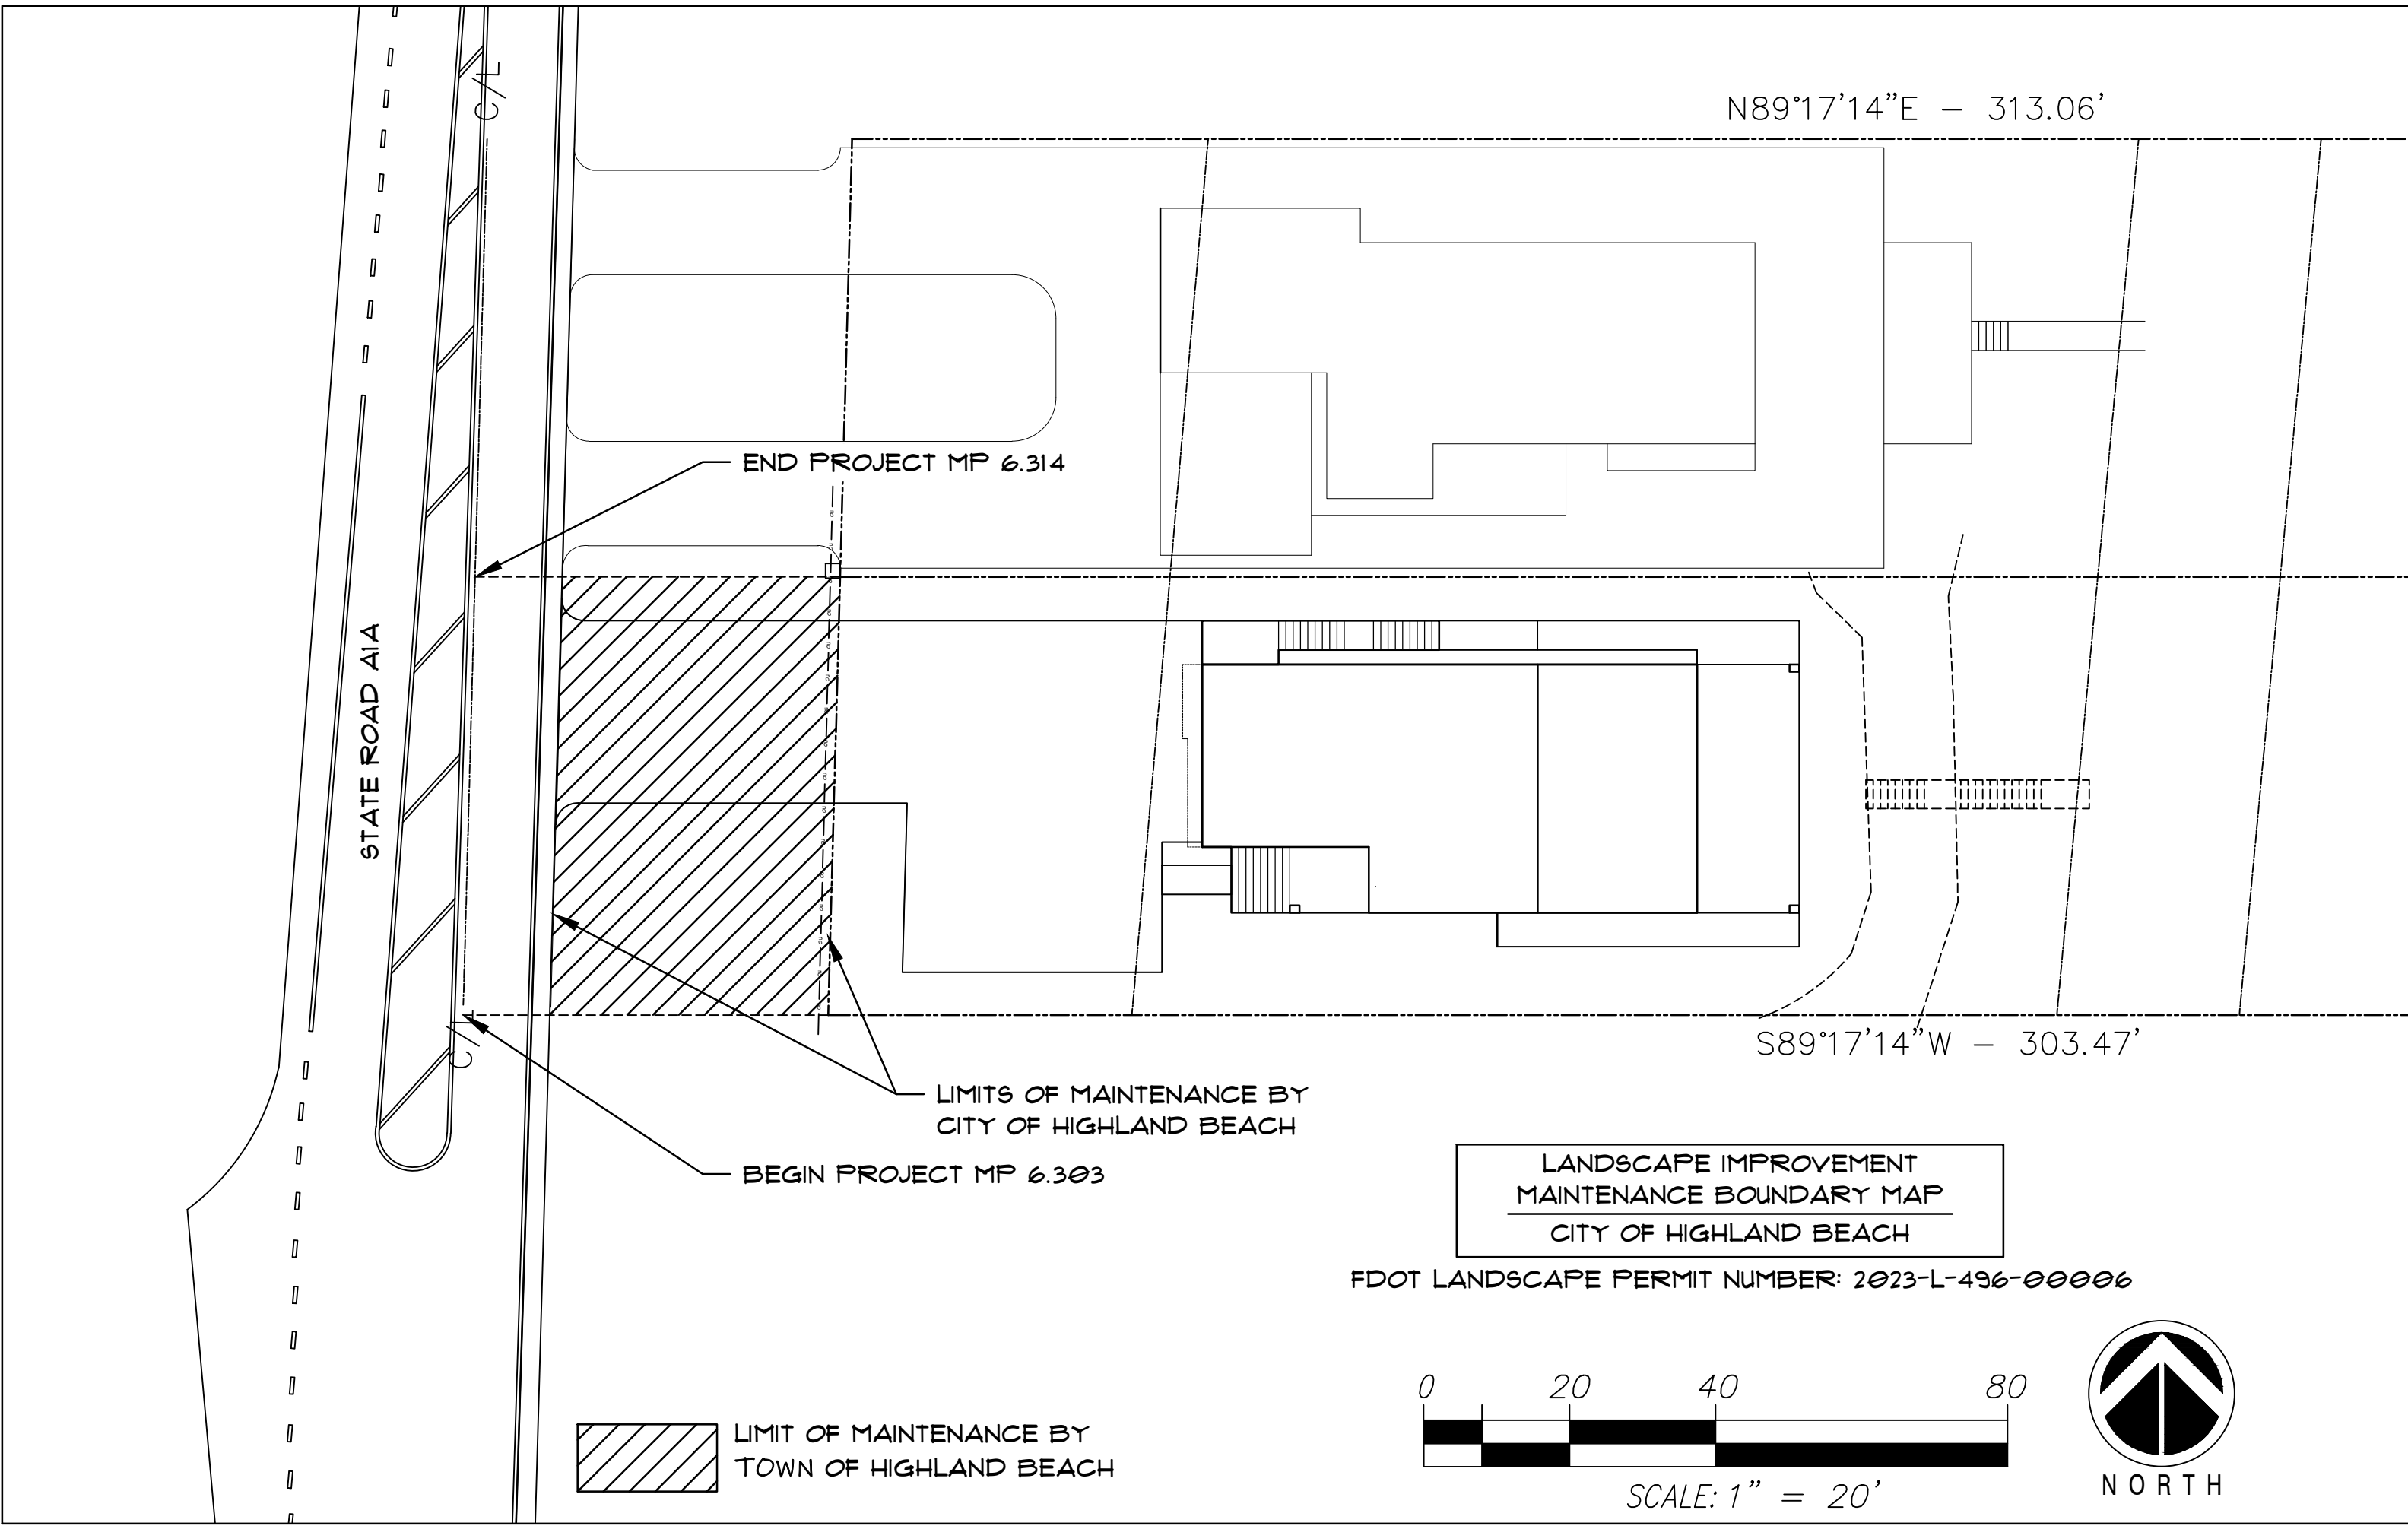 C/L
N89°17'14"E – 313.06'
END PROJECT MP 6.314
STATE ROAD A1A
C/L
S89°17'14"W – 303.47'
LIMITS OF MAINTENANCE BY
CITY OF HIGHLAND BEACH
BEGIN PROJECT MP 6.303
LANDSCAPE IMPROVEMENT
MAINTENANCE BOUNDARY MAP
CITY OF HIGHLAND BEACH
FDOT LANDSCAPE PERMIT NUMBER: 2023-L-496-00006
LIMIT OF MAINTENANCE BY
TOWN OF HIGHLAND BEACH
0 20 40 80
SCALE: 1" = 20'
NORTH